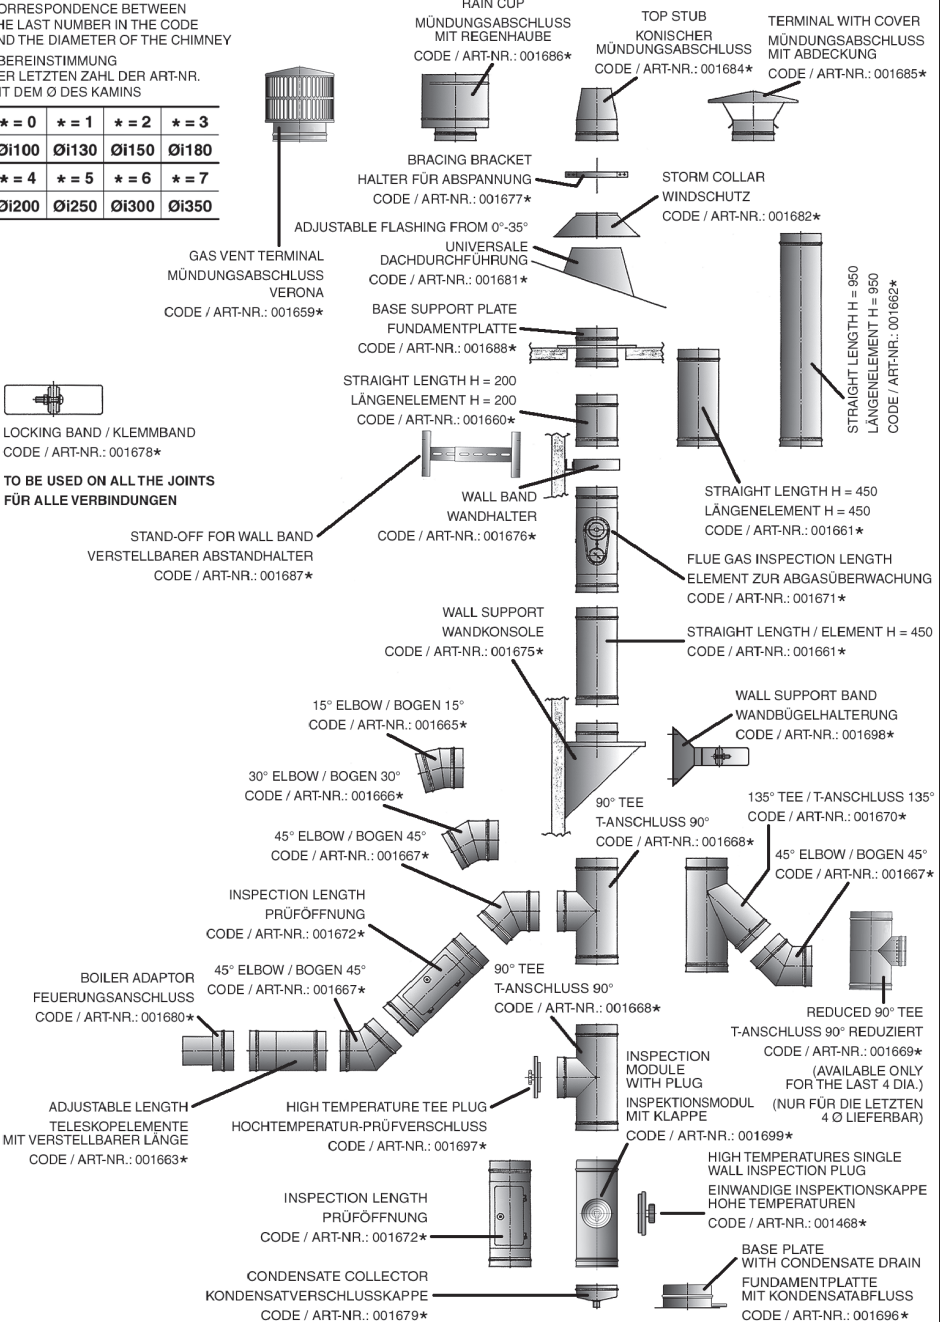 CORRESPONDENCE BETWEEN
THE LAST NUMBER IN THE CODE
AND THE DIAMETER OF THE CHIMNEY
ÜBEREINSTIMMUNG
DER LETZTEN ZAHL DER ART-NR.
MIT DEM Ø DES KAMINS
* = 0 * = 1 * = 2 * = 3
Øi100 Øi130 Øi150 Øi180
* = 4 * = 5 * = 6 * = 7
Øi200 Øi250 Øi300 Øi350
RAIN CUP
MÜNDUNGSABSCHLUSS
MIT REGENHAUBE
CODE / ART-NR.: 001686*
TOP STUB
KONISCHER
MÜNDUNGSABSCHLUSS
CODE / ART-NR.: 001684*
TERMINAL WITH COVER
MÜNDUNGSABSCHLUSS
MIT ABDECKUNG
CODE / ART-NR.: 001685*
BRACING BRACKET
HALTER FÜR ABSPANNUNG
CODE / ART-NR.: 001677*
STORM COLLAR
WINDSCHUTZ
CODE / ART-NR.: 001682*
ADJUSTABLE FLASHING FROM 0°-35°
UNIVERSALE
DACHDURCHFÜHRUNG
CODE / ART-NR.: 001681*
GAS VENT TERMINAL
MÜNDUNGSABSCHLUSS
VERONA
CODE / ART-NR.: 001659*
BASE SUPPORT PLATE
FUNDAMENTPLATTE
CODE / ART-NR.: 001688*
STRAIGHT LENGTH H = 950
LÄNGENELEMENT H = 950
CODE / ART-NR.: 001662*
STRAIGHT LENGTH H = 200
LÄNGENELEMENT H = 200
CODE / ART-NR.: 001660*
LOCKING BAND / KLEMMBAND
CODE / ART-NR.: 001678*
TO BE USED ON ALL THE JOINTS
FÜR ALLE VERBINDUNGEN
WALL BAND
WANDHALTER
CODE / ART-NR.: 001676*
STRAIGHT LENGTH H = 450
LÄNGENELEMENT H = 450
CODE / ART-NR.: 001661*
STAND-OFF FOR WALL BAND
VERSTELLBARER ABSTANDHALTER
CODE / ART-NR.: 001687*
FLUE GAS INSPECTION LENGTH
ELEMENT ZUR ABGASÜBERWACHUNG
CODE / ART-NR.: 001671*
WALL SUPPORT
WANDKONSOLE
CODE / ART-NR.: 001675*
STRAIGHT LENGTH / ELEMENT H = 450
CODE / ART-NR.: 001661*
15° ELBOW / BOGEN 15°
CODE / ART-NR.: 001665*
WALL SUPPORT BAND
WANDBÜGELHALTERUNG
CODE / ART-NR.: 001698*
30° ELBOW / BOGEN 30°
CODE / ART-NR.: 001666*
90° TEE
T-ANSCHLUSS 90°
CODE / ART-NR.: 001668*
135° TEE / T-ANSCHLUSS 135°
CODE / ART-NR.: 001670*
45° ELBOW / BOGEN 45°
CODE / ART-NR.: 001667*
45° ELBOW / BOGEN 45°
CODE / ART-NR.: 001667*
INSPECTION LENGTH
PRÜFÖFFNUNG
CODE / ART-NR.: 001672*
BOILER ADAPTOR
FEUERUNGSANSCHLUSS
CODE / ART-NR.: 001680*
45° ELBOW / BOGEN 45°
CODE / ART-NR.: 001667*
90° TEE
T-ANSCHLUSS 90°
CODE / ART-NR.: 001668*
REDUCED 90° TEE
T-ANSCHLUSS 90° REDUZIERT
CODE / ART-NR.: 001669*
(AVAILABLE ONLY
FOR THE LAST 4 DIA.)
(NUR FÜR DIE LETZTEN
4 Ø LIEFERBAR)
INSPECTION
MODULE
WITH PLUG
INSPEKTIONSMODUL
MIT KLAPPE
CODE / ART-NR.: 001699*
ADJUSTABLE LENGTH
TELESKOPELEMENTE
MIT VERSTELLBARER LÄNGE
CODE / ART-NR.: 001663*
HIGH TEMPERATURE TEE PLUG
HOCHTEMPERATUR-PRÜFVERSCHLUSS
CODE / ART-NR.: 001697*
HIGH TEMPERATURES SINGLE
WALL INSPECTION PLUG
EINWANDIGE INSPEKTIONSKAPPE
HOHE TEMPERATUREN
CODE / ART-NR.: 001468*
INSPECTION LENGTH
PRÜFÖFFNUNG
CODE / ART-NR.: 001672*
CONDENSATE COLLECTOR
KONDENSATVERSCHLUSSKAPPE
CODE / ART-NR.: 001679*
BASE PLATE
WITH CONDENSATE DRAIN
FUNDAMENTPLATTE
MIT KONDENSATABFLUSS
CODE / ART-NR.: 001696*